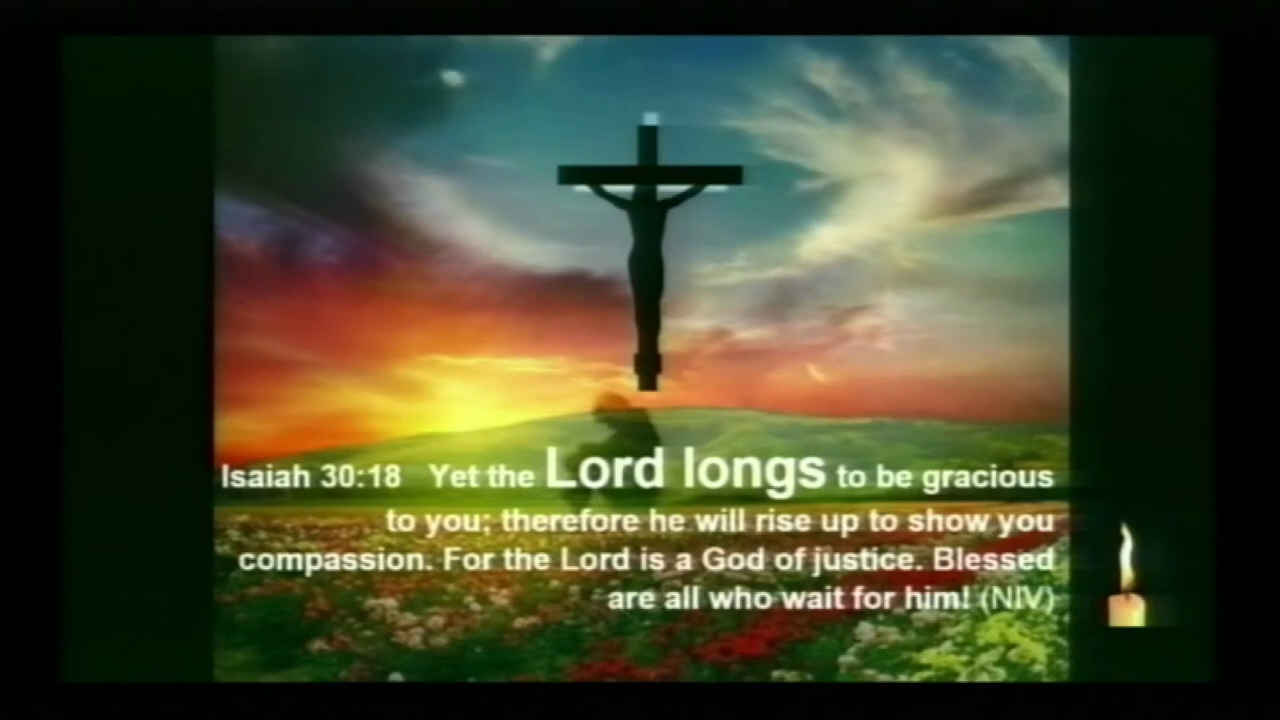 Isaiah 30:18 Yet the Lord longs to be gracious
to you; therefore he will rise up to show you
compassion. For the Lord is a God of justice. Blessed
are all who wait for him! (NIV)